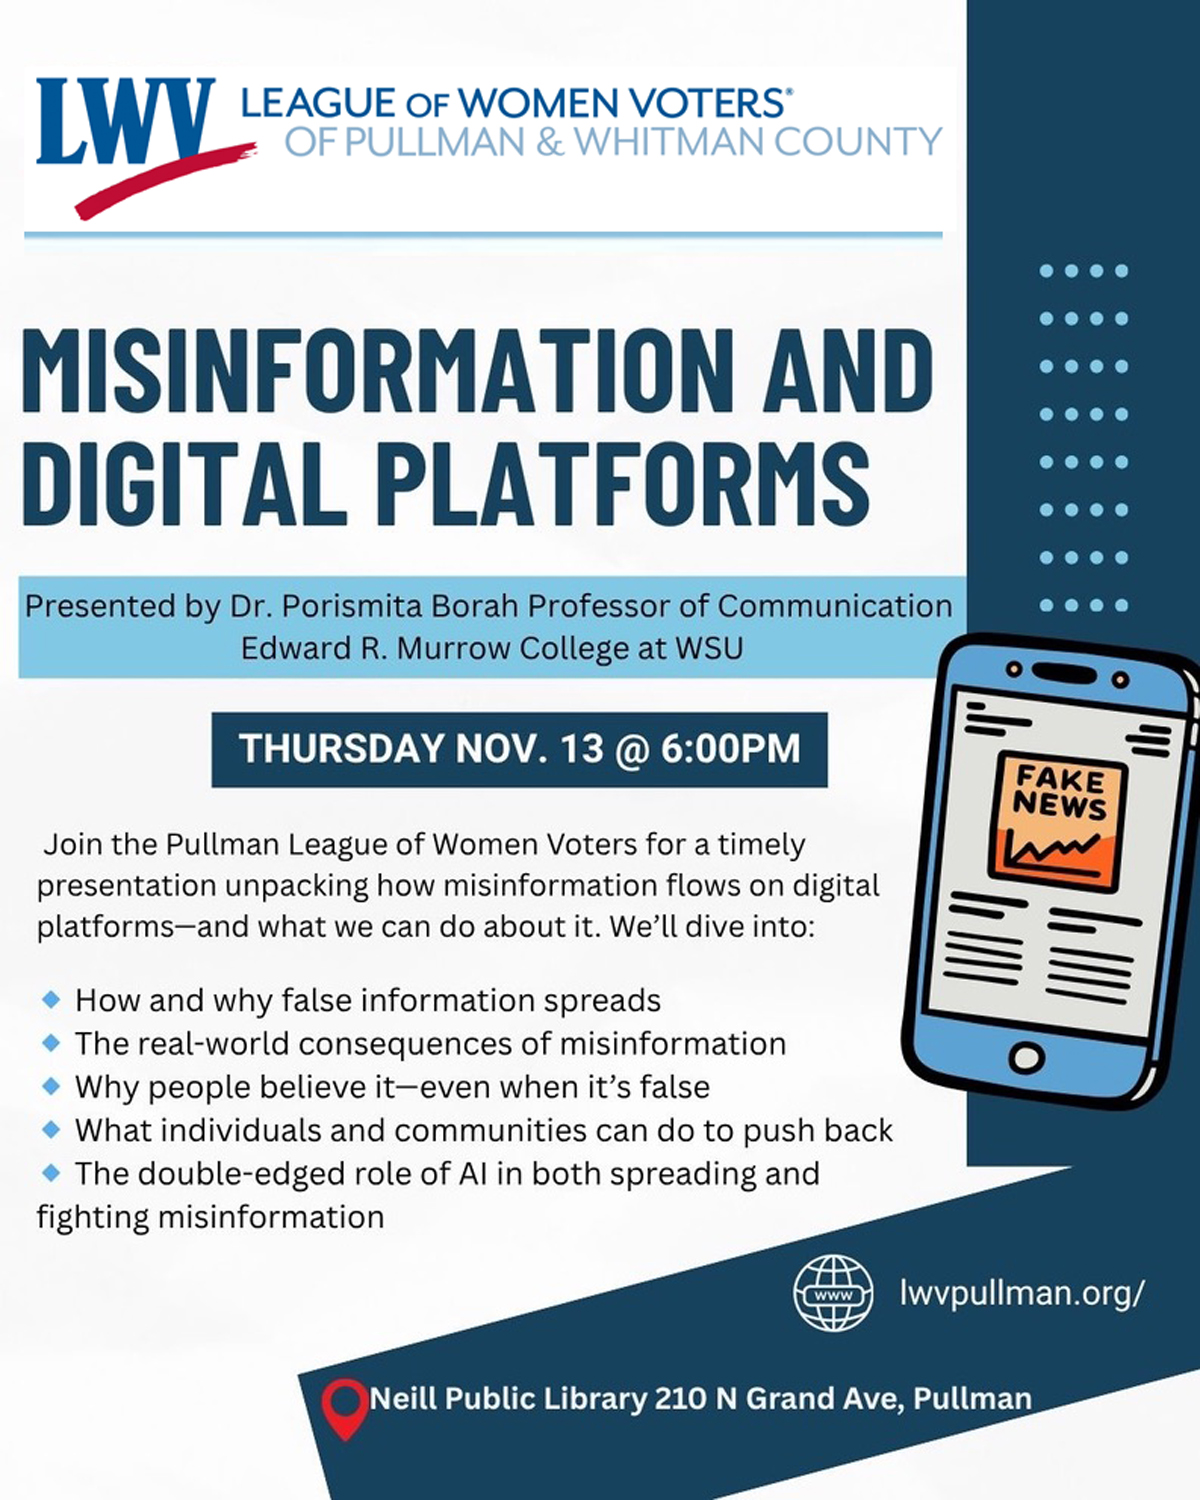 LWV LEAGUE OF WOMEN VOTERS®
OF PULLMAN & WHITMAN COUNTY
MISINFORMATION AND
DIGITAL PLATFORMS
Presented by Dr. Porismita Borah Professor of Communication
Edward R. Murrow College at WSU
THURSDAY NOV. 13 @ 6:00PM
FAKE
NEWS
Join the Pullman League of Women Voters for a timely
presentation unpacking how misinformation flows on digital
platforms—and what we can do about it. We’ll dive into:
How and why false information spreads
The real-world consequences of misinformation
Why people believe it—even when it’s false
What individuals and communities can do to push back
The double-edged role of AI in both spreading and
fighting misinformation
www
lwvpullman.org/
Neill Public Library 210 N Grand Ave, Pullman